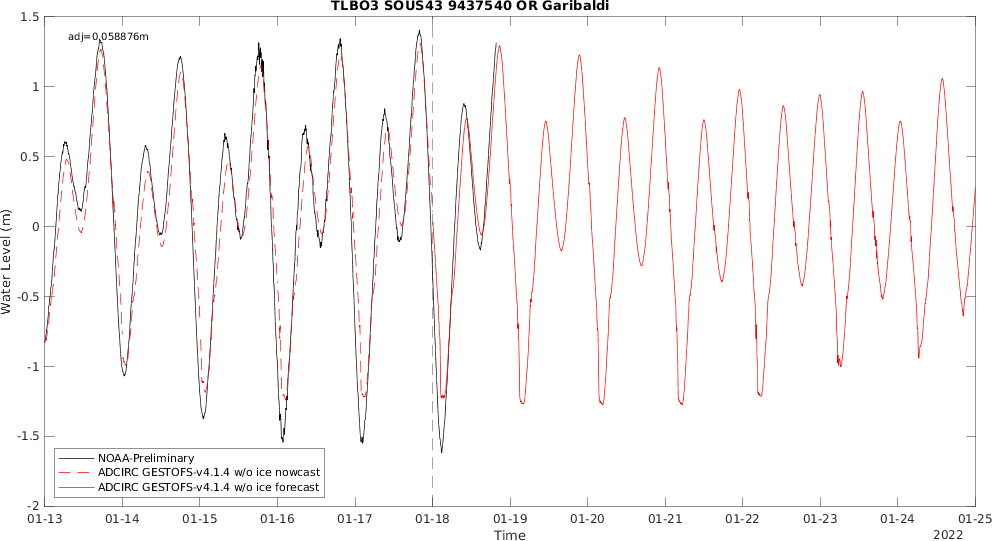 TLBO3 SOUS43 9437540 OR Garibaldi
adj=0.058876m
1.5
1
0.5
0
-0.5
-1
-1.5
-2
Water Level (m)
NOAA-Preliminary
ADCIRC GESTOFS-v4.1.4 w/o ice nowcast
ADCIRC GESTOFS-v4.1.4 w/o ice forecast
01-13 01-14 01-15 01-16 01-17 01-18 01-19 01-20 01-21 01-22 01-23 01-24 01-25
Time
2022